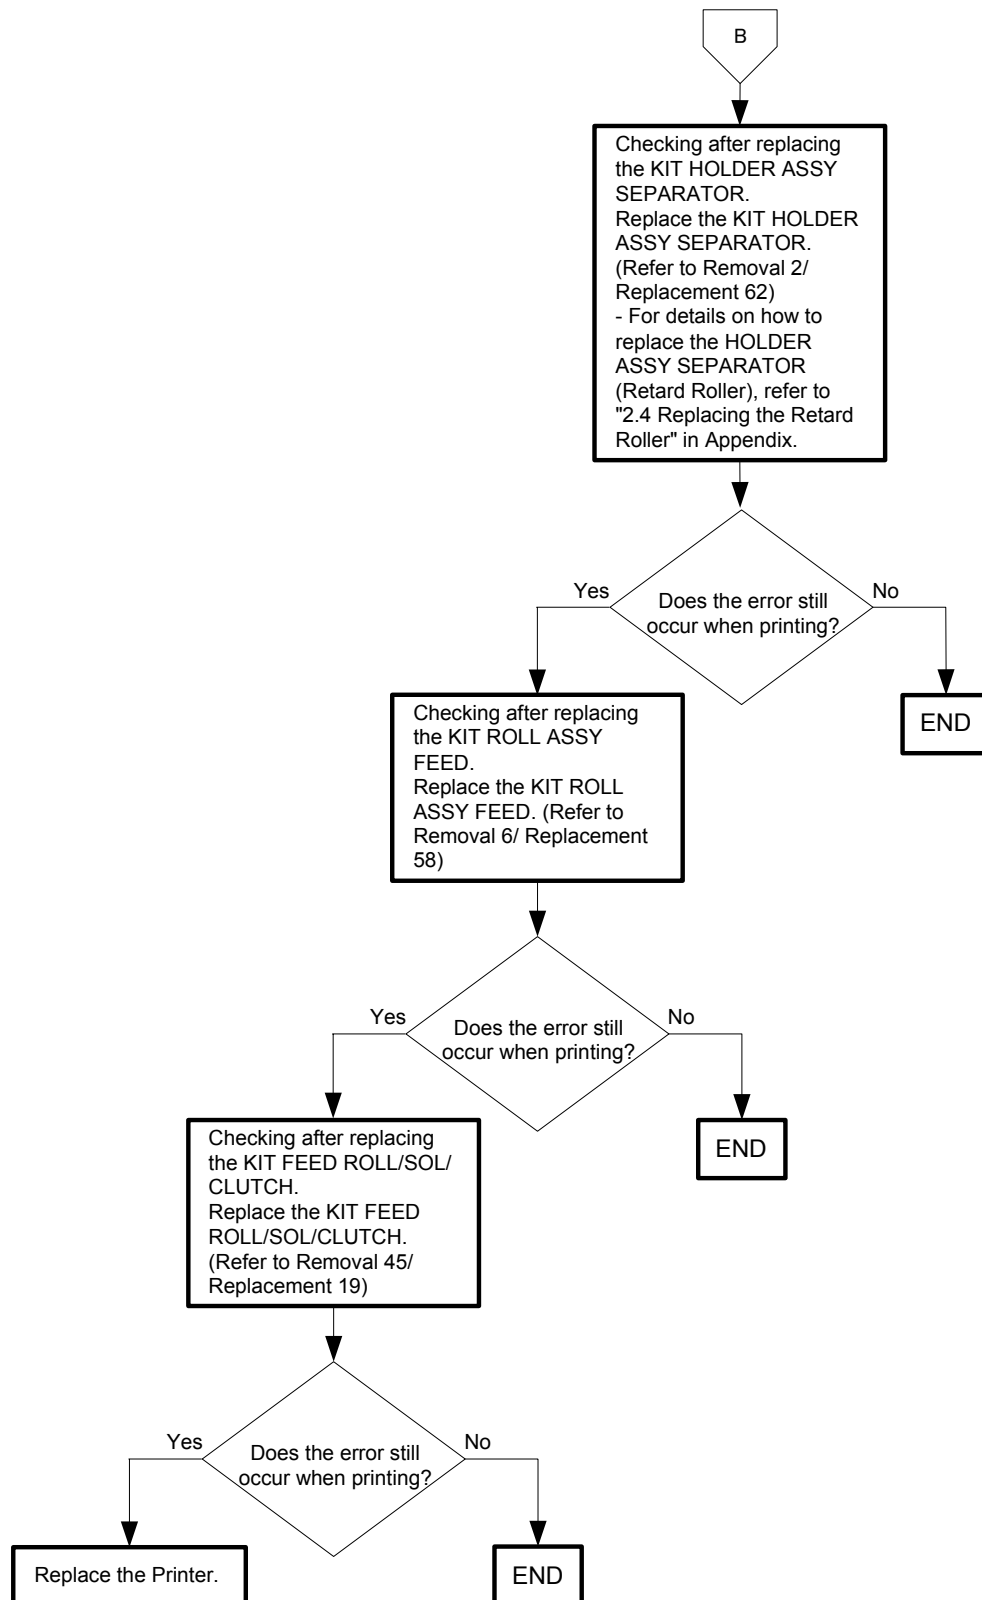 B
Checking after replacing
the KIT HOLDER ASSY
SEPARATOR.
Replace the KIT HOLDER
ASSY SEPARATOR.
(Refer to Removal 2/
Replacement 62)
- For details on how to
replace the HOLDER
ASSY SEPARATOR
(Retard Roller), refer to
"2.4 Replacing the Retard
Roller" in Appendix.
Yes
No
Does the error still
occur when printing?
END
Checking after replacing
the KIT ROLL ASSY
FEED.
Replace the KIT ROLL
ASSY FEED. (Refer to
Removal 6/ Replacement
58)
Yes
No
Does the error still
occur when printing?
END
Checking after replacing
the KIT FEED ROLL/SOL/
CLUTCH.
Replace the KIT FEED
ROLL/SOL/CLUTCH.
(Refer to Removal 45/
Replacement 19)
Yes
No
Does the error still
occur when printing?
Replace the Printer.
END